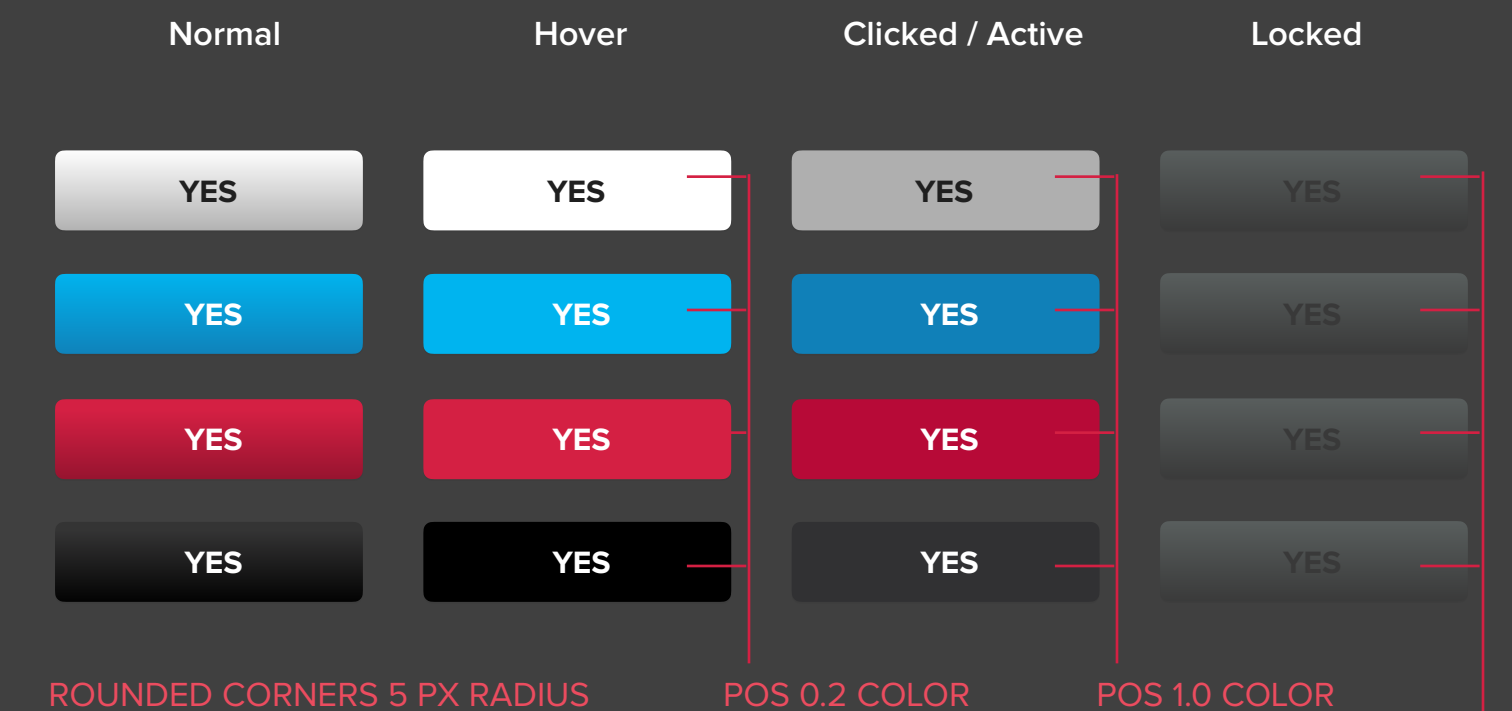 Normal Hover Clicked / Active Locked
YES YES YES YES
YES YES YES YES
YES YES YES YES
YES YES YES YES
ROUNDED CORNERS 5 PX RADIUS POS 0.2 COLOR POS 1.0 COLOR